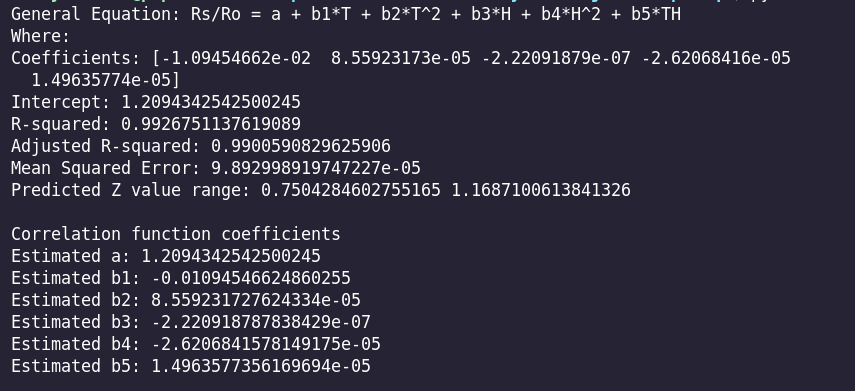 General Equation: Rs/Ro = a + b1*T + b2*T^2 + b3*H + b4*H^2 + b5*TH
Where:
Coefficients: [-1.09454662e-02  8.55923173e-05 -2.22091879e-07 -2.62068416e-05
  1.49635774e-05]
Intercept: 1.2094342542500245
R-squared: 0.9926751137619089
Adjusted R-squared: 0.9900590829625906
Mean Squared Error: 9.892998919747227e-05
Predicted Z value range: 0.7504284602755165 1.1687100613841326
Correlation function coefficients
Estimated a: 1.2094342542500245
Estimated b1: -0.01094546624860255
Estimated b2: 8.559231727624334e-05
Estimated b3: -2.220918787838429e-07
Estimated b4: -2.6206841578149175e-05
Estimated b5: 1.4963577356169694e-05